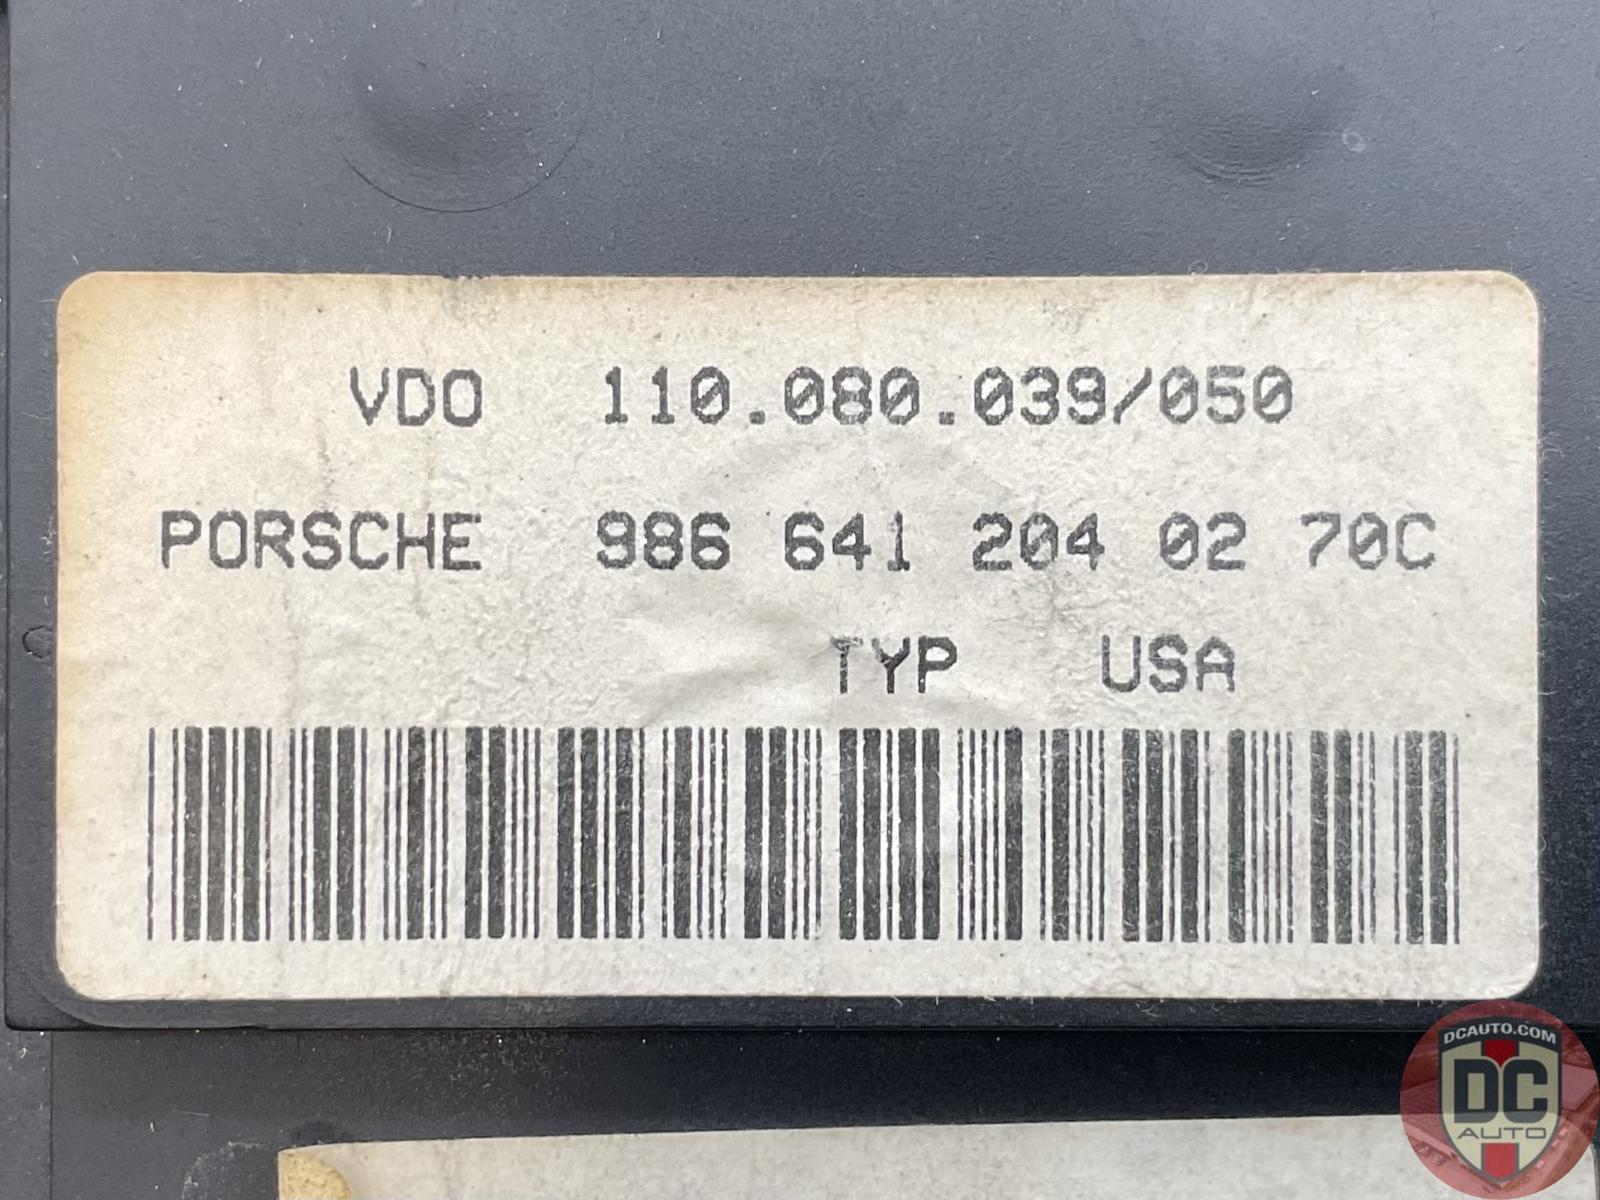 VDO 110.080.039/050
PORSCHE 986 641 204 02 70C
TYP USA
DCAUTO.COM
DC
AUTO